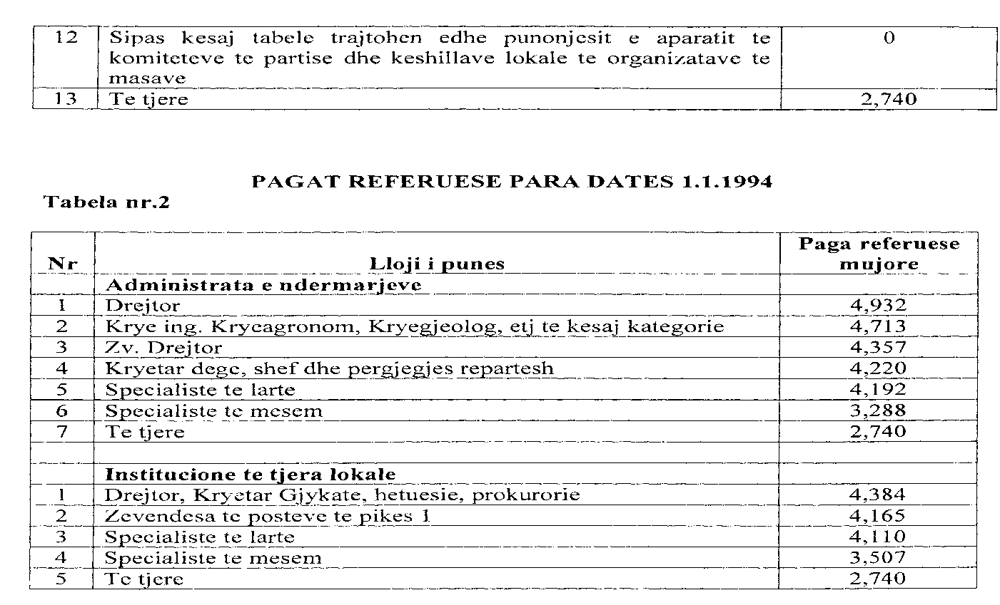 12 Sipas kesaj tabele trajtohen edhe punonjesit e aparatit te 0
komiteteve te partise dhe keshillave lokale te organizatave te
masave
13 Te tjere 2,740
PAGAT REFERUESE PARA DATES 1.1.1994
Tabela nr.2
Paga referuese
Nr Lloji i punes mujore
Administrata e ndermarjeve
1 Drejtor 4,932
2 Krye ing. Kryeagronom, Kryegjeolog, etj te kesaj kategorie 4,713
3 Zv. Drejtor 4,357
4 Kryetar dege, shef dhe pergjegjes repartesh 4,220
5 Specialiste te larte 4,192
6 Specialiste te mesem 3,288
7 Te tjere 2,740
Institucione te tjera lokale
1 Drejtor, Kryetar Gjykate, hetuesie, prokurorie 4,384
2 Zevendesa te posteve te pikes 1 4,165
3 Specialiste te larte 4,110
4 Specialiste te mesem 3,507
5 Te tjere 2,740